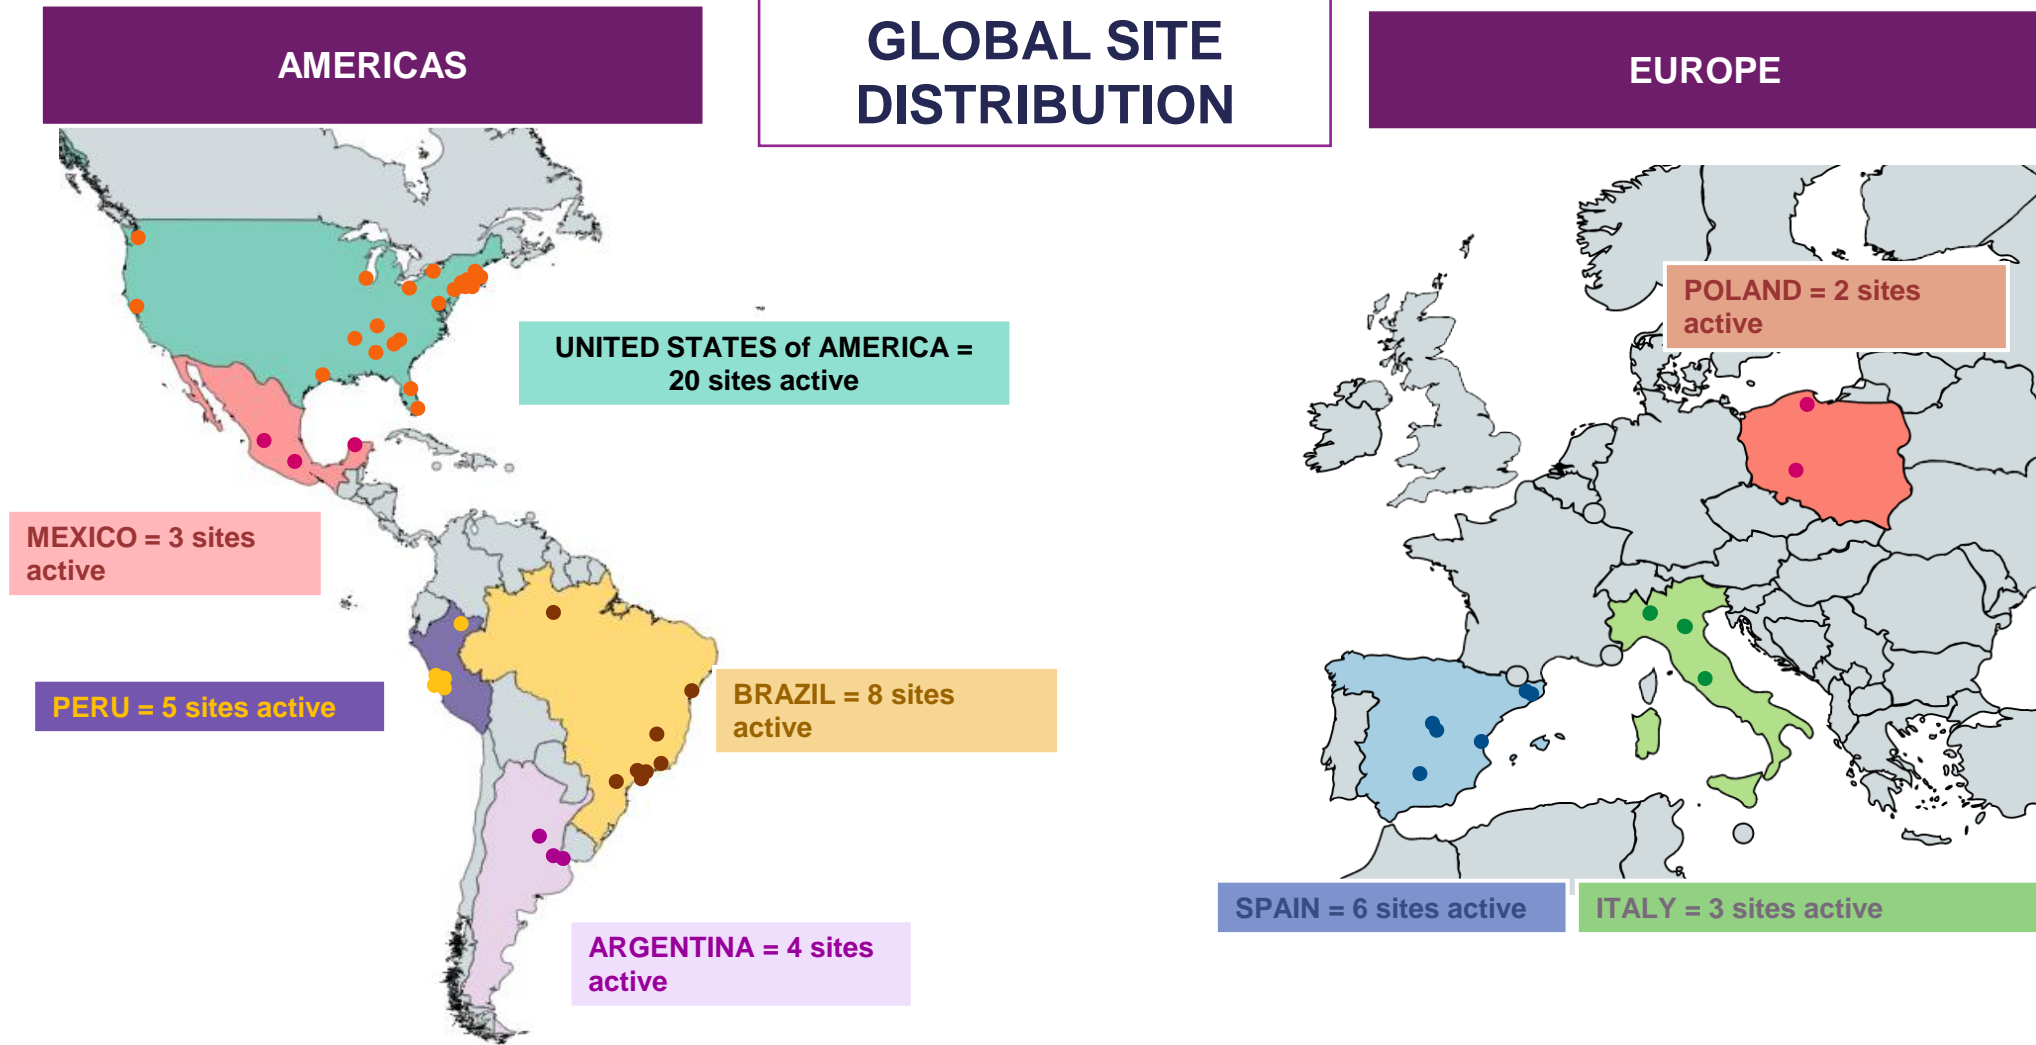 AMERICAS
GLOBAL SITE
DISTRIBUTION
EUROPE
POLAND = 2 sites
active
UNITED STATES of AMERICA =
20 sites active
MEXICO = 3 sites
active
PERU = 5 sites active
BRAZIL = 8 sites
active
SPAIN = 6 sites active
ITALY = 3 sites active
ARGENTINA = 4 sites
active